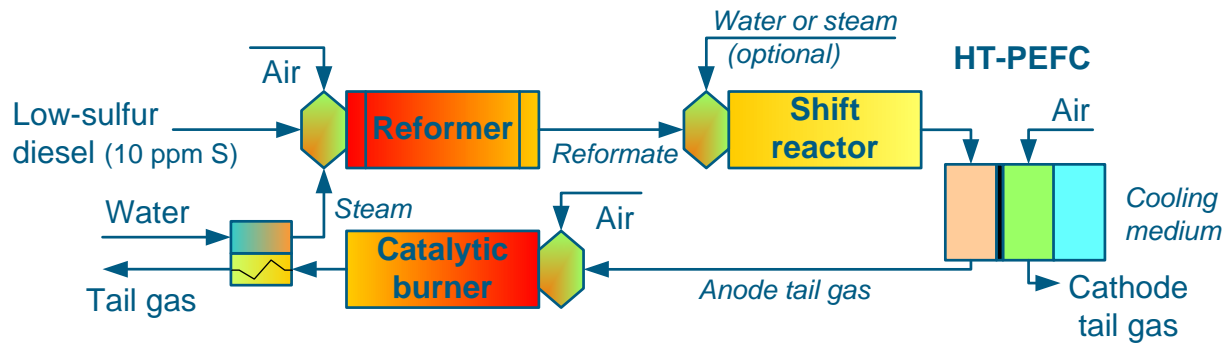 Water or steam
(optional)
HT-PEFC
Air
Low-sulfur
diesel (10 ppm S)
Reformer
Reformate
Shift
reactor
Air
Water
Steam
Air
Cooling
medium
Catalytic
burner
Tail gas
Anode tail gas
Cathode
tail gas